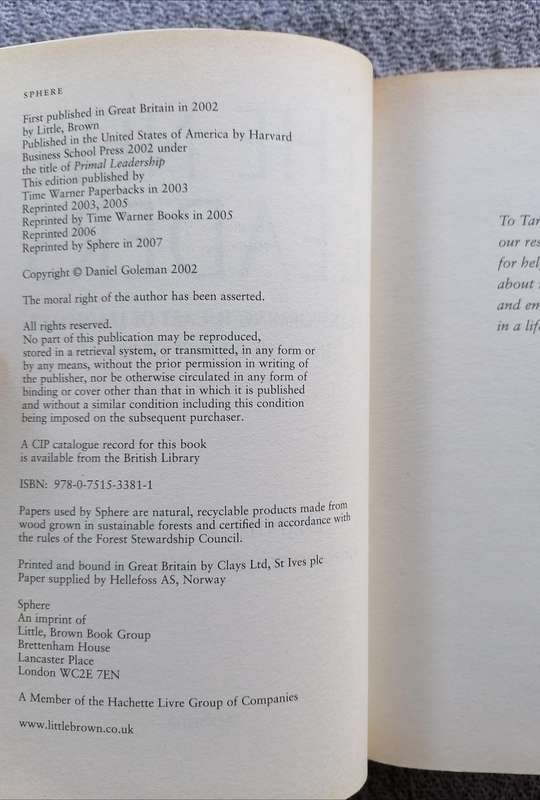 SPHERE
First published in Great Britain in 2002
by Little, Brown
Published in the United States of America by Harvard
Business School Press 2002 under
the title of Primal Leadership
This edition published by
Time Warner Paperbacks in 2003
Reprinted 2003, 2005
Reprinted by Time Warner Books in 2005
Reprinted 2006
Reprinted by Sphere in 2007
Copyright © Daniel Goleman 2002
The moral right of the author has been asserted.
All rights reserved.
No part of this publication may be reproduced,
stored in a retrieval system, or transmitted, in any form or
by any means, without the prior permission in writing of
the publisher, nor be otherwise circulated in any form of
binding or cover other than that in which it is published
and without a similar condition including this condition
being imposed on the subsequent purchaser.
A CIP catalogue record for this book
is available from the British Library
ISBN: 978-0-7515-3381-1
Papers used by Sphere are natural, recyclable products made from
wood grown in sustainable forests and certified in accordance with
the rules of the Forest Stewardship Council.
Printed and bound in Great Britain by Clays Ltd, St Ives plc
Paper supplied by Hellefoss AS, Norway
Sphere
An imprint of
Little, Brown Book Group
Brettenham House
Lancaster Place
London WC2E 7EN
A Member of the Hachette Livre Group of Companies
www.littlebrown.co.uk
To
our
for
about
and
in a